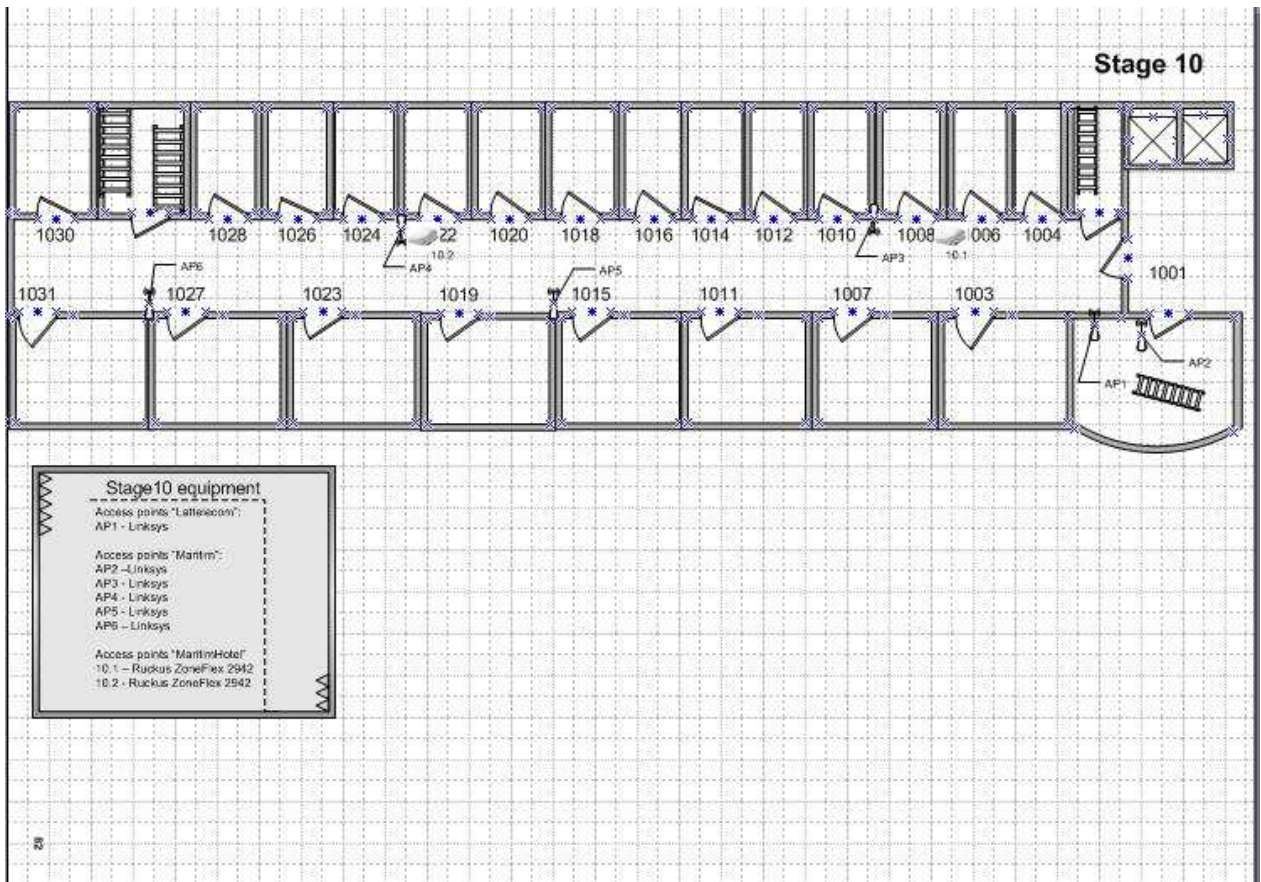 Stage 10
1030
1028
1026
1024
22
1020
1018
1016
1014
1012
1010
1008
006
1004
10.2
10.1
AP4
AP3
AP6
AP5
1001
1031
1027
1023
1019
1015
1011
1007
1003
AP2
AP1
Stage10 equipment
Access points "Lattelecom":
AP1 - Linksys
Access points "Maritim":
AP2 –Linksys
AP3 - Linksys
AP4 - Linksys
AP5 - Linksys
AP6 – Linksys
Access points "MaritimHotel"
10.1 – Ruckus ZoneFlex 2942
10.2 - Ruckus ZoneFlex 2942
82